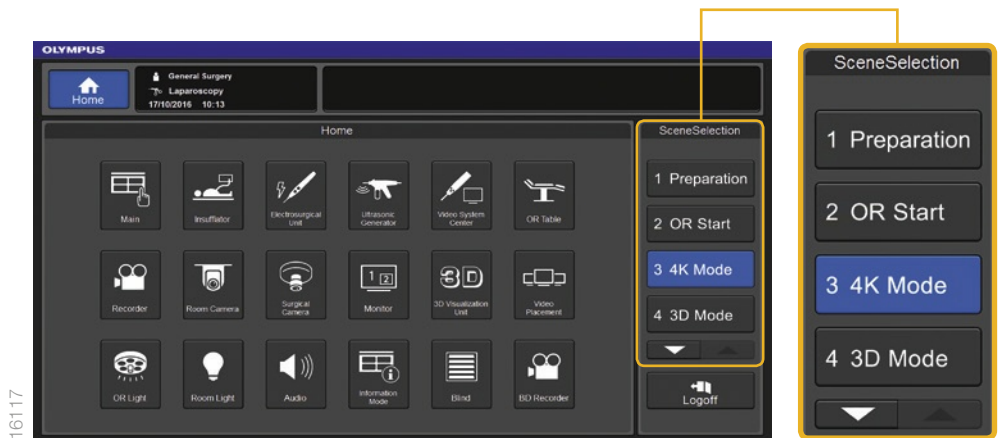 OLYMPUS
Home
General Surgery
Laparoscopy
17/10/2016 10:13
Home
Main
Insufflator
Electrosurgical
Unit
Ultrasonic
Generator
Video System
Center
OR Table
Recorder
Room Camera
Surgical
Camera
1 2
Monitor
3D
3D Visualization
Unit
Video
Placement
OR Light
Room Light
Audio
Information
Mode
Blind
BD Recorder
SceneSelection
1 Preparation
2 OR Start
3 4K Mode
4 3D Mode
Logoff
SceneSelection
1 Preparation
2 OR Start
3 4K Mode
4 3D Mode
16117